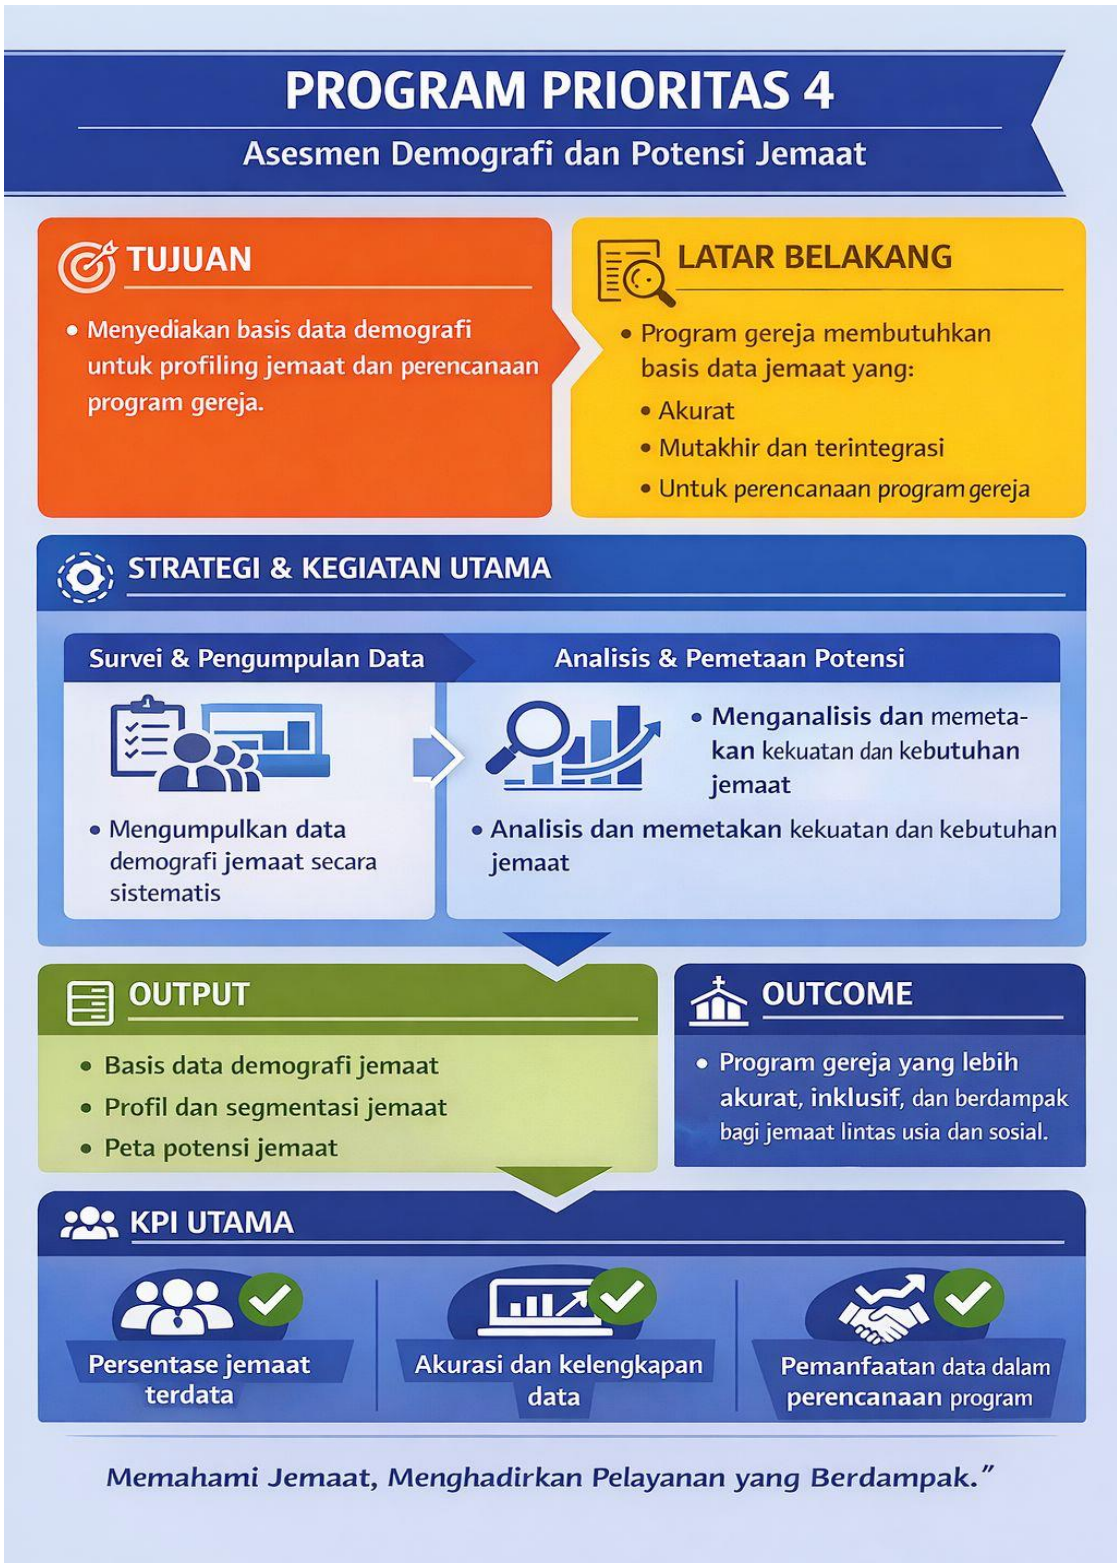 PROGRAM PRIORITAS 4
Asesmen Demografi dan Potensi Jemaat
TUJUAN
• Menyediakan basis data demografi
untuk profiling jemaat dan perencanaan
program gereja.
LATAR BELAKANG
• Program gereja membutuhkan
basis data jemaat yang:
• Akurat
• Mutakhir dan terintegrasi
• Untuk perencanaan program gereja
STRATEGI & KEGIATAN UTAMA
Survei & Pengumpulan Data
• Mengumpulkan data
demografi jemaat secara
sistematis
Analisis & Pemetaan Potensi
• Menganalisis dan memeta-
kan kekuatan dan kebutuhan
jemaat
• Analisis dan memetakan kekuatan dan kebutuhan
jemaat
OUTPUT
• Basis data demografi jemaat
• Profil dan segmentasi jemaat
• Peta potensi jemaat
OUTCOME
• Program gereja yang lebih
akurat, inklusif, dan berdampak
bagi jemaat lintas usia dan sosial.
KPI UTAMA
Persentase jemaat
terdata
Akurasi dan kelengkapan
data
Pemanfaatan data dalam
perencanaan program
Memahami Jemaat, Menghadirkan Pelayanan yang Berdampak.”